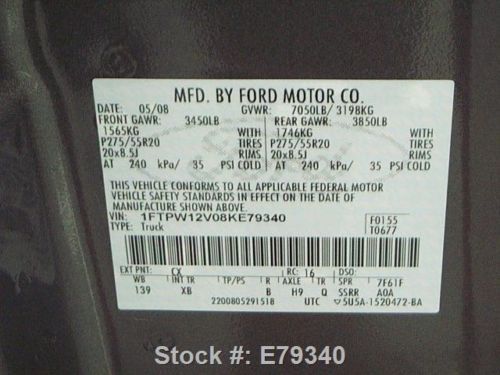 MFD. BY FORD MOTOR CO.
DATE: 05/08 GVWR: 7050LB/ 3198KG
FRONT GAWR: 3450LB REAR GAWR: 3850LB
1565KG WITH 1746KG WITH
P275/55R20 TIRES P275/55R20 TIRES
20x8.5J RIMS 20x8.5J RIMS
AT 240 kPa/ 35 PSI COLD AT 240 kPa/ 35 PSI COLD
THIS VEHICLE CONFORMS TO ALL APPLICABLE FEDERAL MOTOR
VEHICLE SAFETY STANDARDS IN EFFECT ON THE DATE OF
MANUFACTURE SHOWN ABOVE.
VIN: 1FTPW12V08KE79340 F0155
TYPE: Truck T0677
EXT PNT: CX RC: 16 DSO:
WB INT TR TP/PS R AXLE TR SPR 7F61F
139 XB B H9 Q SSRR A0A
2200805291518 UTC 5U5A-1520472-BA
Stock #: E79340